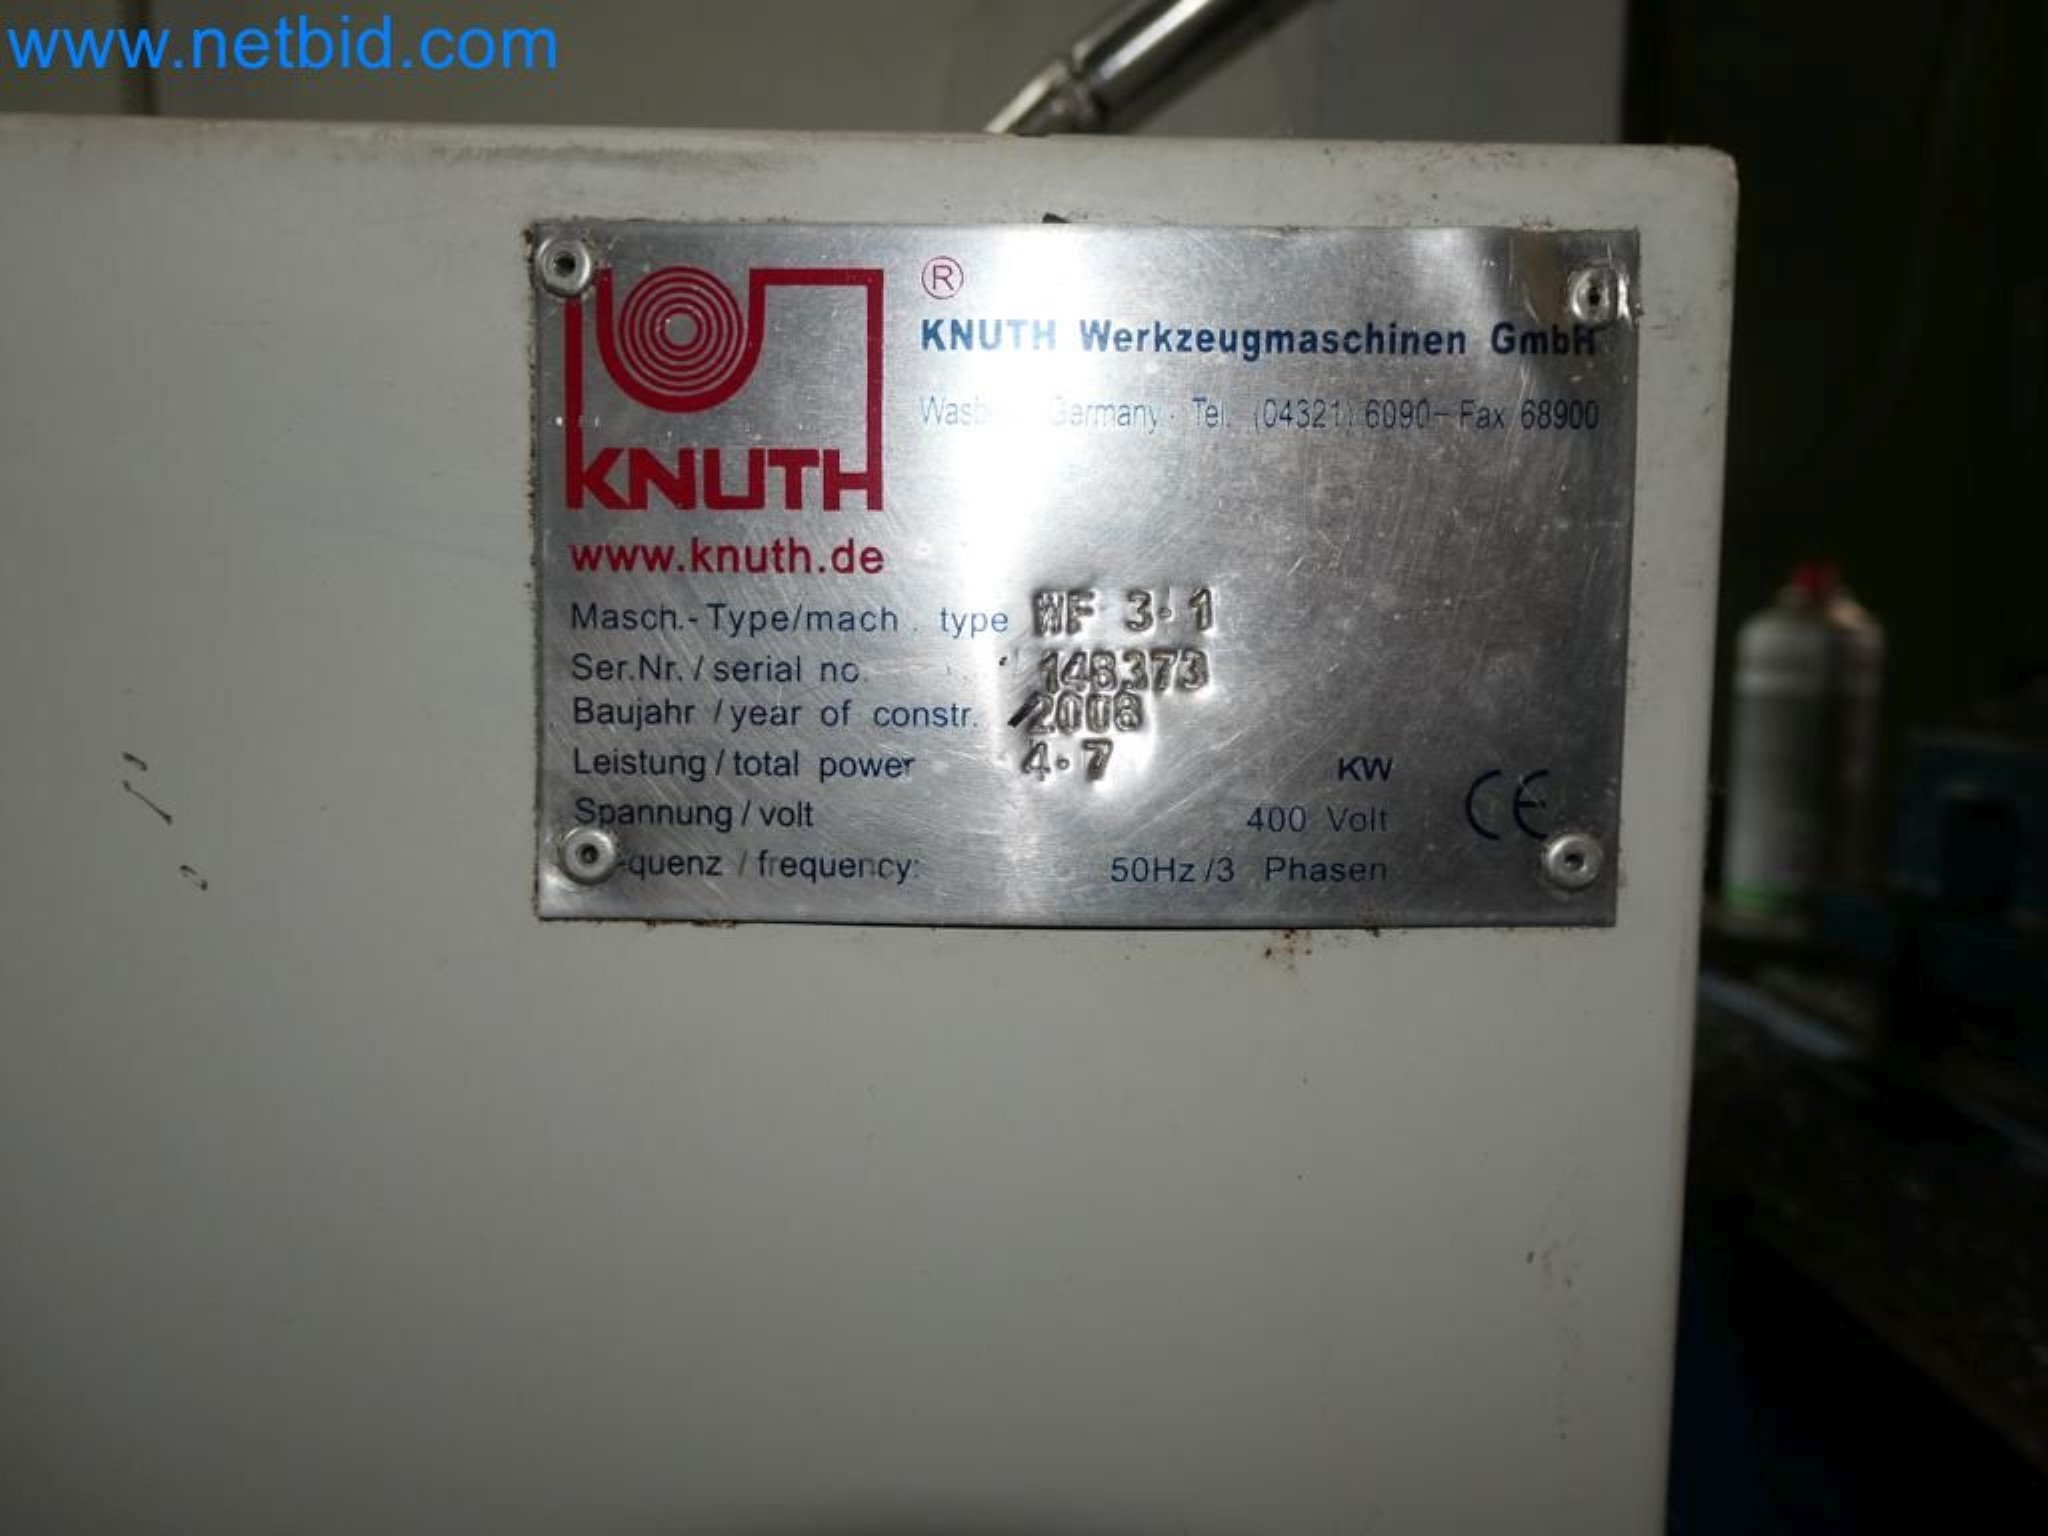 www.netbid.com
®
KNUTH
www.knuth.de
KNUTH Werkzeugmaschinen GmbH
Germany · Tel. (04321) 6090-Fax 68900
Masch.-Type/mach. type WF 3·1
Ser.Nr. / serial no. 148373
Baujahr / year of constr. 2008
Leistung / total power 4·7 KW
Spannung / volt 400 Volt
quenz / frequency: 50Hz /3 Phasen
CE